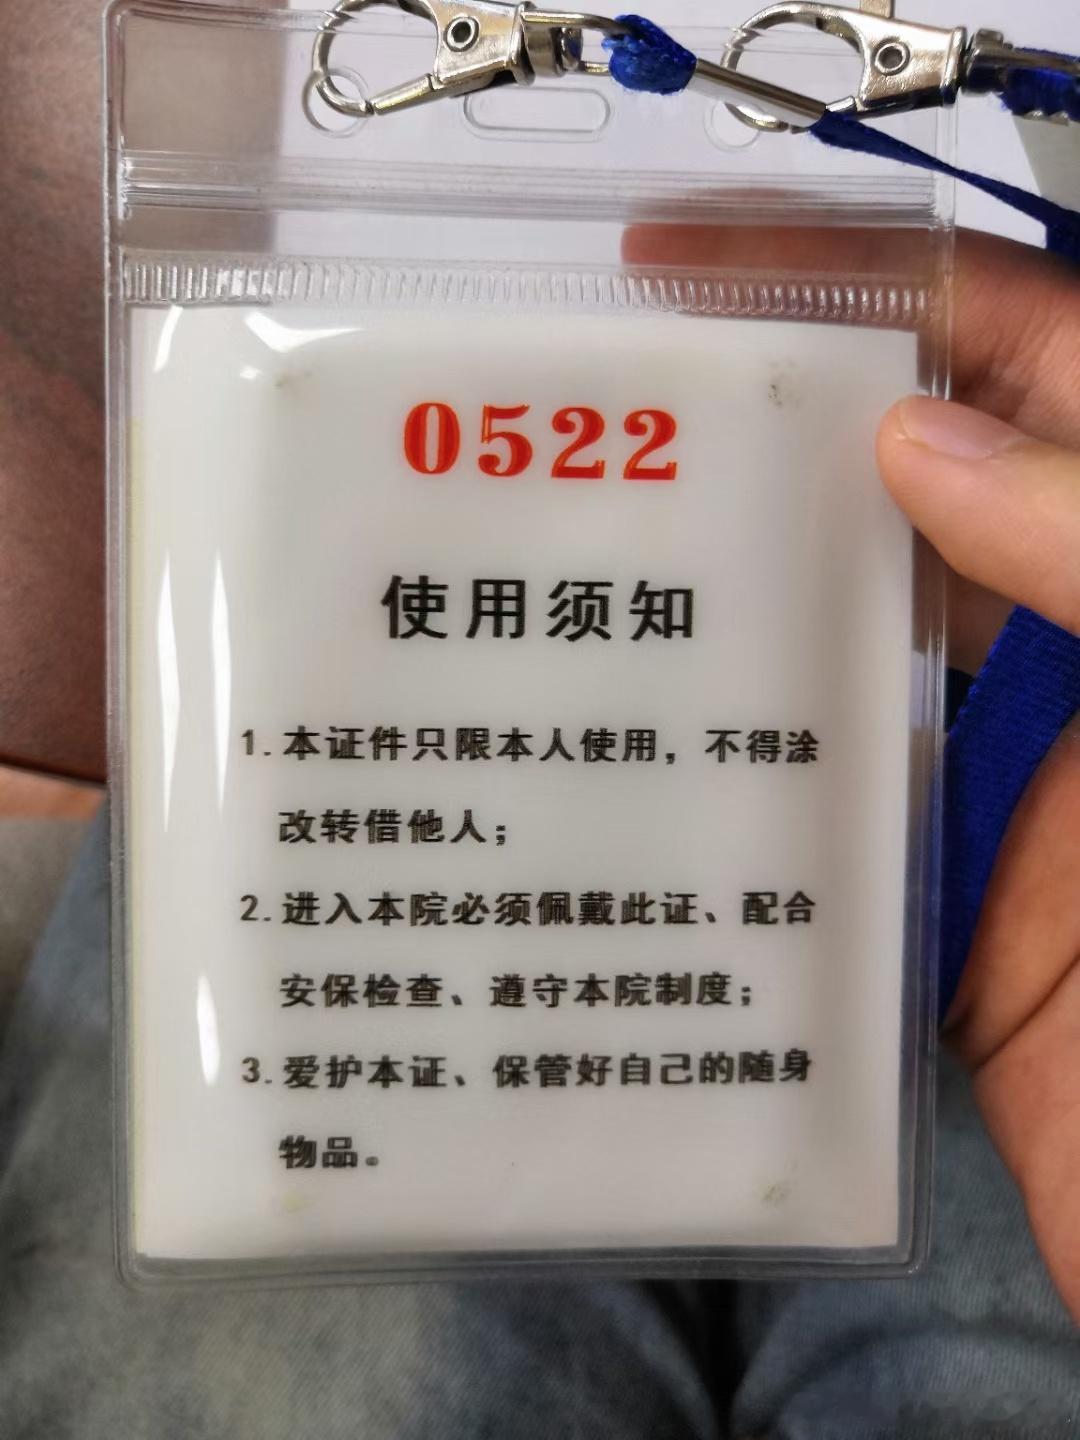 0522
使用须知
1.本证件只限本人使用，不得涂
改转借他人；
2.进入本院必须佩戴此证、配合
安保检查、遵守本院制度；
3.爱护本证、保管好自己的随身
物品。